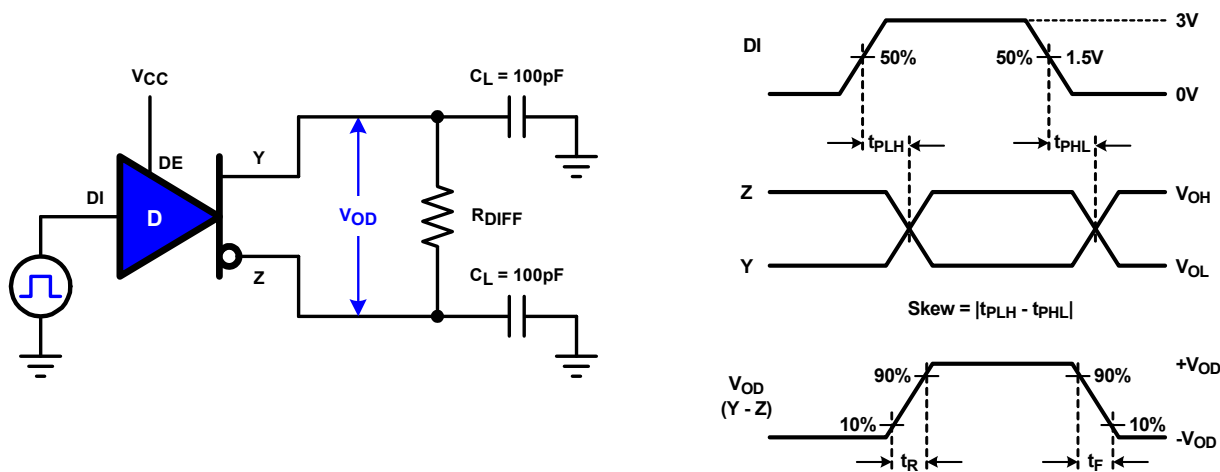 VCC
DE
DI
D
Y
Z
VOD
RDIFF
CL = 100pF
CL = 100pF
DI
50%
50%
1.5V
3V
0V
tPLH
tPHL
Z
Y
VOH
VOL
Skew = |tPLH - tPHL|
VOD
(Y - Z)
90%
90%
10%
10%
+VOD
-VOD
tR
tF